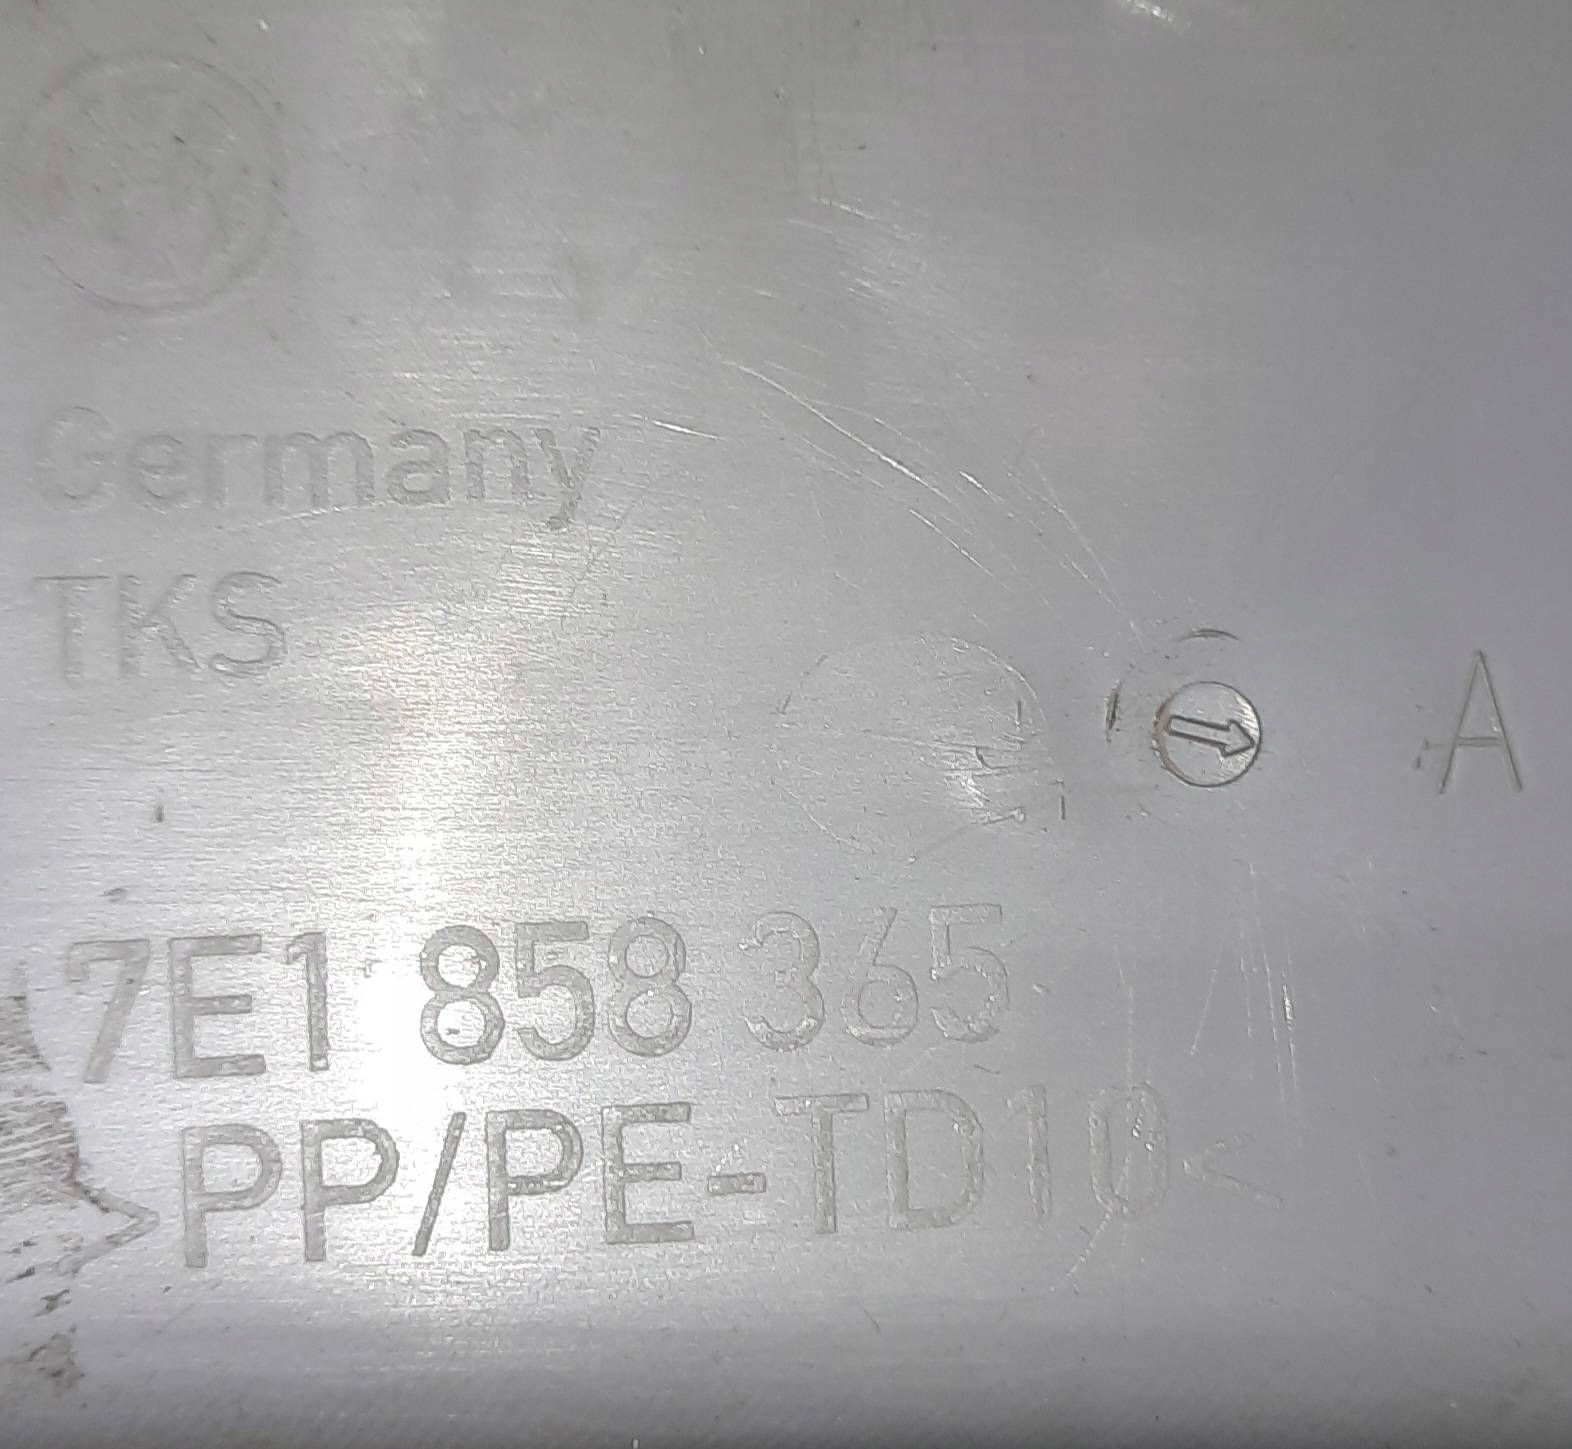 Germany
TKS
A
7E1 858 365
>PP/PE-TD10<